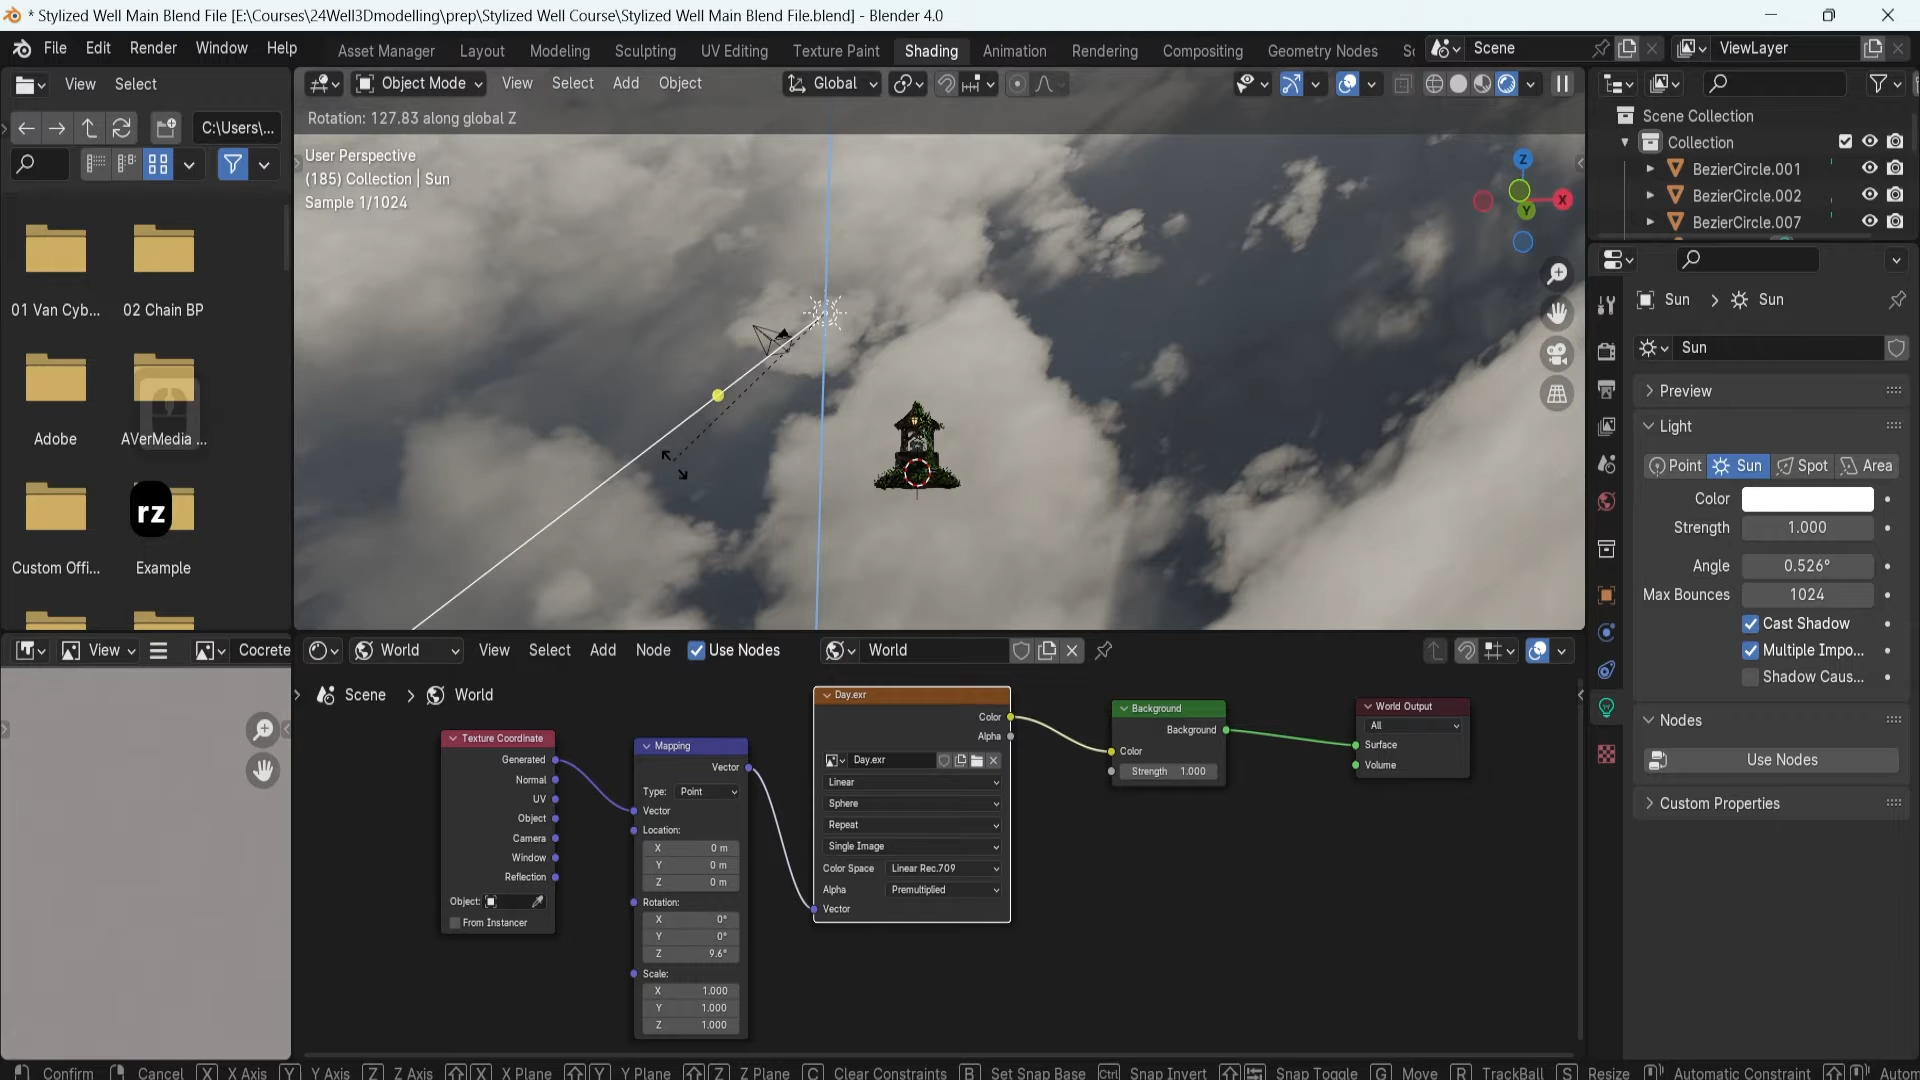 * Stylized Well Main Blend File [E:\Courses\24Well3Dmodelling\prep\Stylized Well Course\Stylized Well Main Blend File.blend] - Blender 4.0
File Edit Render Window Help Asset Manager Layout Modeling Sculpting UV Editing Texture Paint Shading Animation Rendering Compositing Geometry Nodes Sc Scene ViewLayer
View Select
Object Mode View Select Add Object Global
Rotation: 127.83 along global Z
C:\Users\...
User Perspective
(185) Collection | Sun
Sample 1/1024
Z
X
Y
Scene Collection
Collection
BezierCircle.001
BezierCircle.002
BezierCircle.007
01 Van Cyb... 02 Chain BP
Adobe AVerMedia ...
rz
Custom Offi... Example
Sun > Sun
Sun
Preview
Light
Point Sun Spot Area
Color
Strength 1.000
Angle 0.526°
Max Bounces 1024
Cast Shadow
Multiple Impo...
Shadow Caus...
Nodes
Use Nodes
Custom Properties
View Cocrete
World View Select Add Node Use Nodes World
Scene > World
Texture Coordinate
Generated
Normal
UV
Object
Camera
Window
Reflection
Object:
From Instancer
Mapping
Vector
Type: Point
Vector
Location:
X 0 m
Y 0 m
Z 0 m
Rotation:
X 0°
Y 0°
Z 9.6°
Scale:
X 1.000
Y 1.000
Z 1.000
Day.exr
Color
Alpha
Day.exr
Linear
Sphere
Repeat
Single Image
Color Space Linear Rec.709
Alpha Premultiplied
Vector
Background
Background
Color
Strength 1.000
World Output
All
Surface
Volume
Confirm Cancel X X Axis Y Y Axis Z Z Axis X X Plane Y Y Plane Z Z Plane C Clear Constraints B Set Snap Base Ctrl Snap Invert Snap Toggle G Move R TrackBall S Resize Automatic Constraint Autom